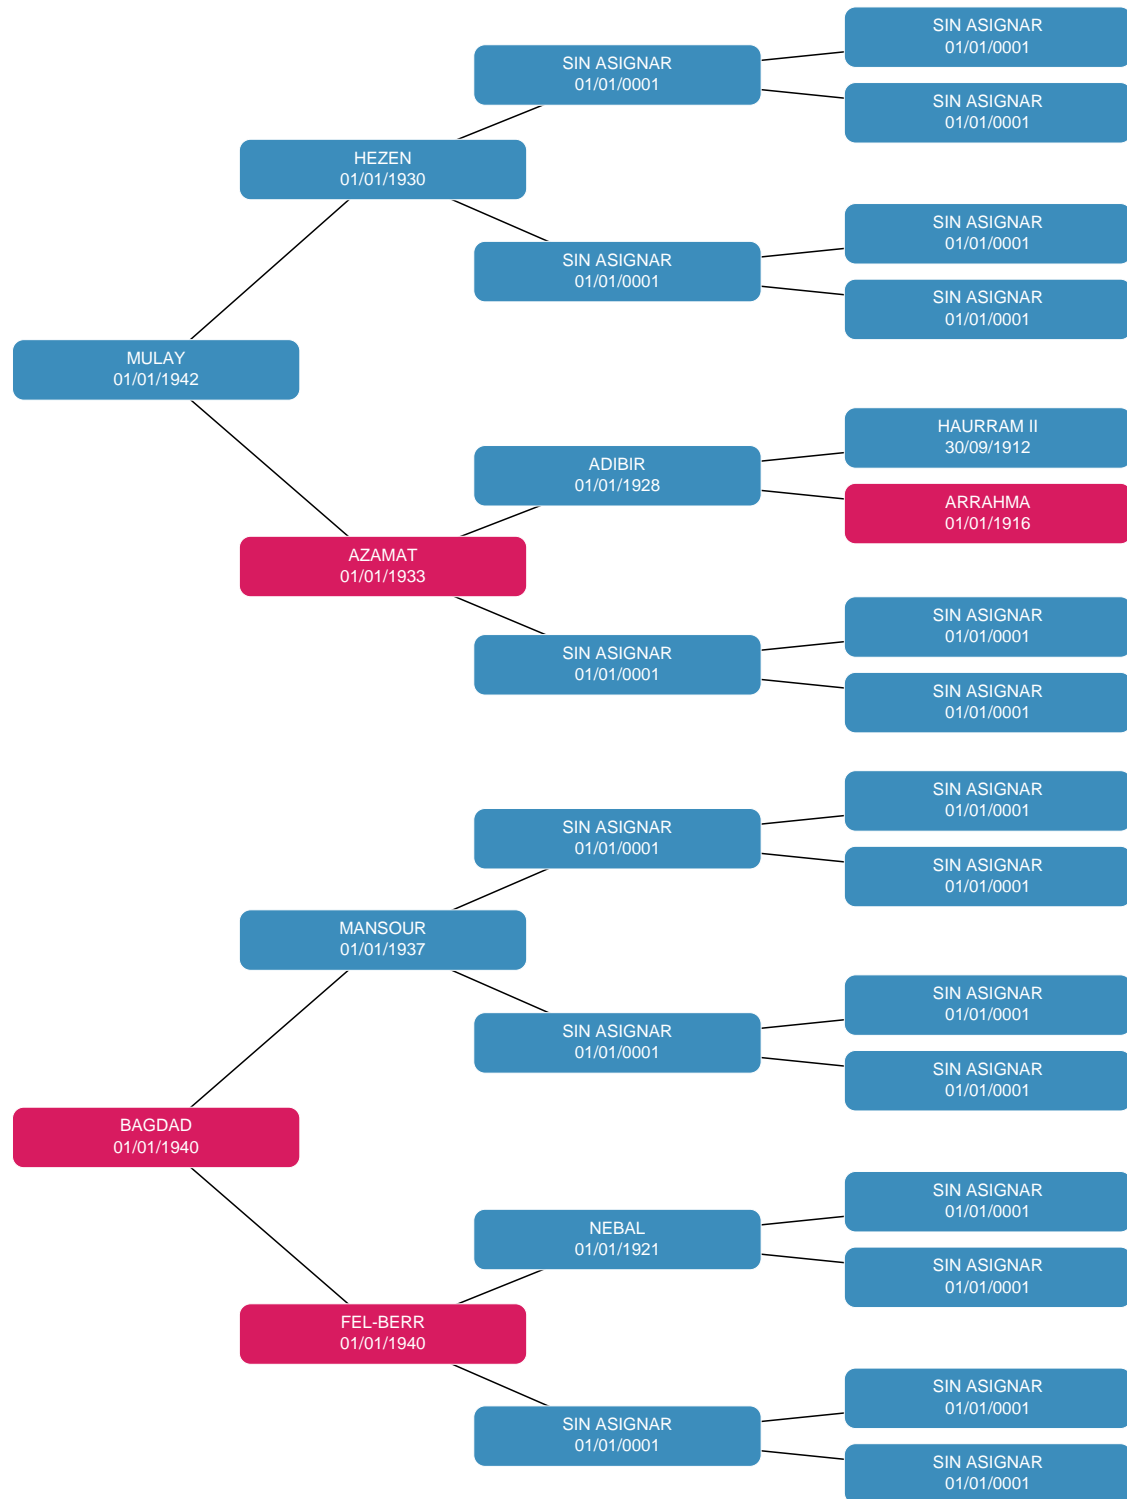 SIN ASIGNAR
01/01/0001
SIN ASIGNAR
01/01/0001
SIN ASIGNAR
01/01/0001
HEZEN
01/01/1930
SIN ASIGNAR
01/01/0001
SIN ASIGNAR
01/01/0001
SIN ASIGNAR
01/01/0001
MULAY
01/01/1942
HAURRAM II
30/09/1912
ADIBIR
01/01/1928
ARRAHMA
01/01/1916
AZAMAT
01/01/1933
SIN ASIGNAR
01/01/0001
SIN ASIGNAR
01/01/0001
SIN ASIGNAR
01/01/0001
SIN ASIGNAR
01/01/0001
SIN ASIGNAR
01/01/0001
SIN ASIGNAR
01/01/0001
MANSOUR
01/01/1937
SIN ASIGNAR
01/01/0001
SIN ASIGNAR
01/01/0001
SIN ASIGNAR
01/01/0001
BAGDAD
01/01/1940
SIN ASIGNAR
01/01/0001
NEBAL
01/01/1921
SIN ASIGNAR
01/01/0001
FEL-BERR
01/01/1940
SIN ASIGNAR
01/01/0001
SIN ASIGNAR
01/01/0001
SIN ASIGNAR
01/01/0001